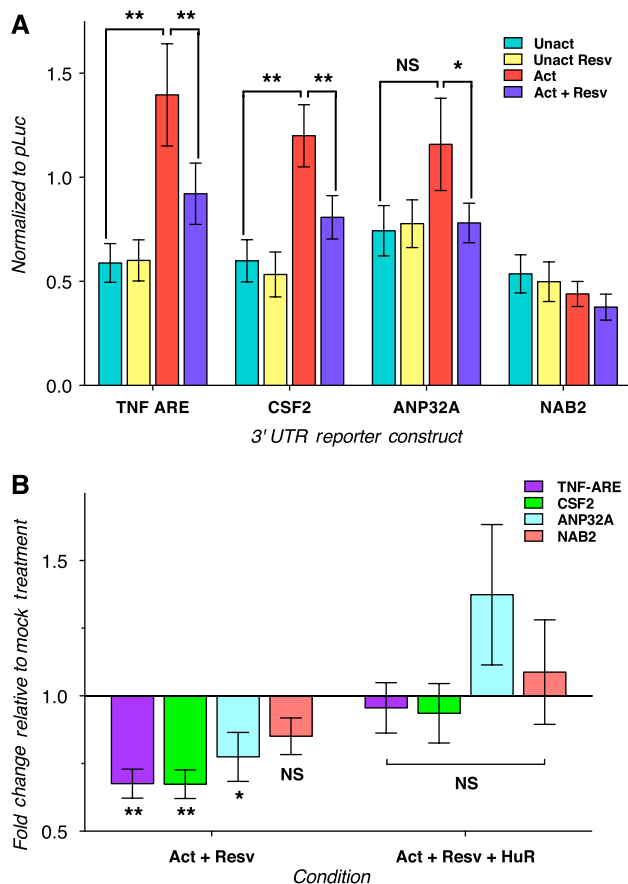 A
** **
** **
NS *
Unact
Unact Resv
Act
Act + Resv
Normalized to pLuc
1.5
1.0
0.5
0.0
TNF ARE CSF2 ANP32A NAB2
3' UTR reporter construct
B
TNF-ARE
CSF2
ANP32A
NAB2
Fold change relative to mock treatment
1.5
1.0
0.5
** ** * NS
NS
Act + Resv Act + Resv + HuR
Condition